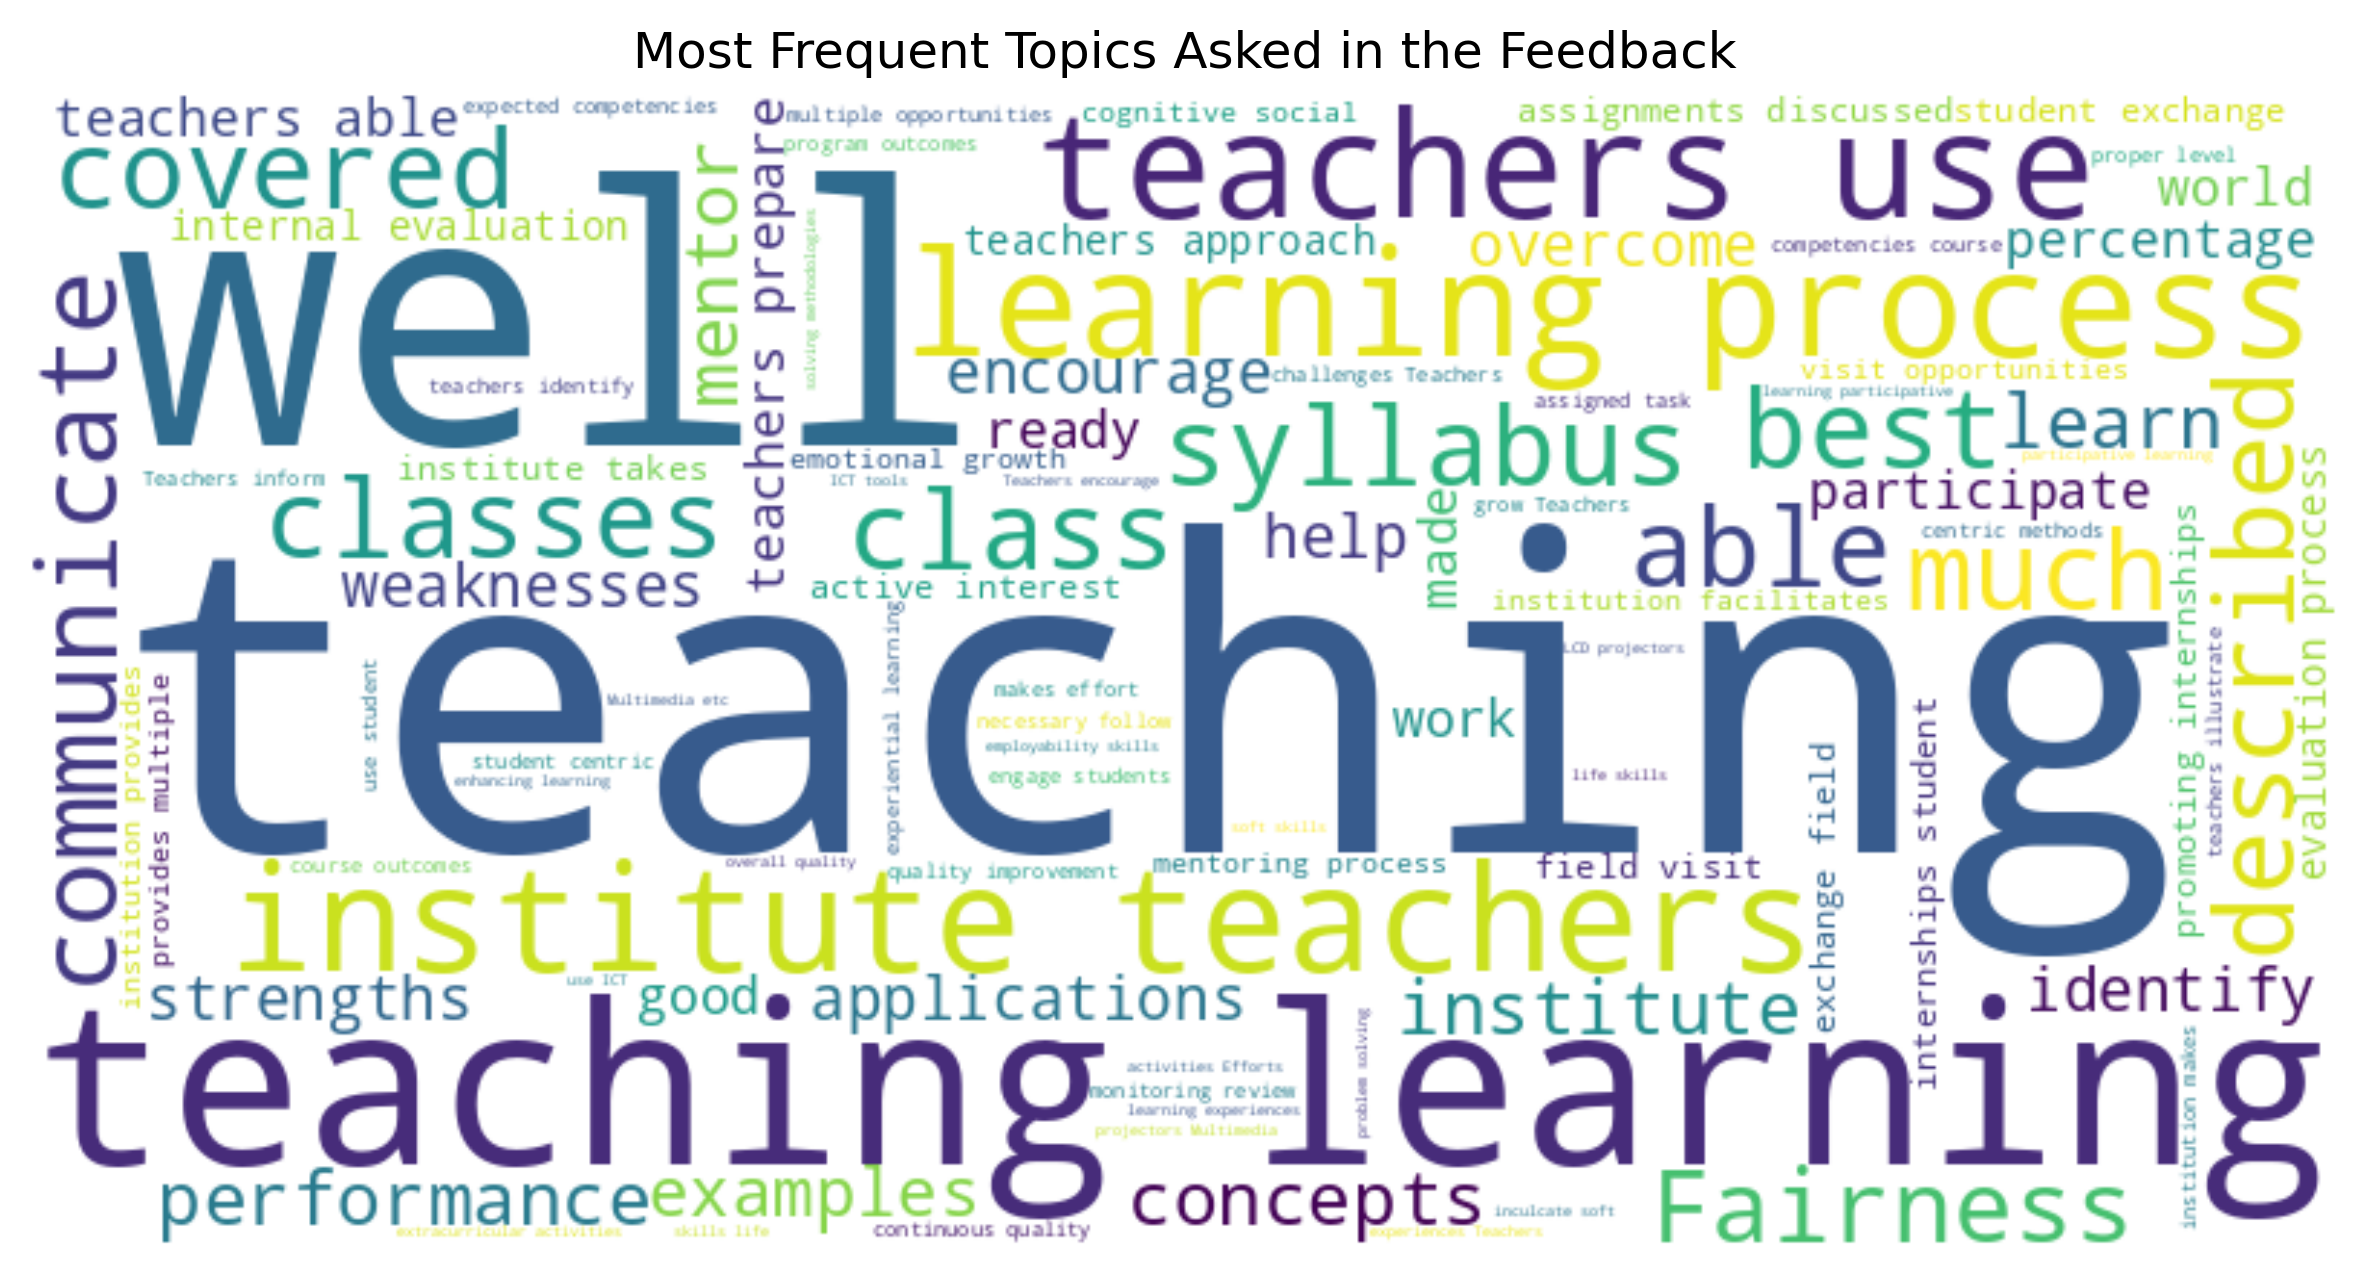 Most Frequent Topics Asked in the Feedback
teachers able
expected competencies
teachers prepare
multiple opportunities
cognitive social
teachers use
assignments discussed
student exchange
covered
mentor
program outcomes
proper level
world
internal evaluation
well
solving methodologies
teachers approach
overcome
competencies course
percentage
learning process
communicate
teachers identify
encourage
challenges Teachers
visit opportunities
described
ready
assigned task
learning participative
best
learn
syllabus
participative learning
Teachers inform
institute takes
emotional growth
ICT tools
Teachers encourage
participate
classes
class
made
grow Teachers
help
able
centric methods
much
promoting internships
evaluation process
weaknesses
active interest
institution facilitates
teaching
experiential learning
LCD projectors
teachers illustrate
institution provides
provides multiple
use student
Multimedia etc
makes effort
necessary follow
work
internships student
student centric
enhancing learning
employability skills
engage students
life skills
exchange field
soft skills
course outcomes
overall quality
quality improvement
mentoring process
field visit
institute teachers
strengths
use ICT
good
applications
institute
identify
teaching learning
problem solving
institution makes
activities Efforts
monitoring review
learning experiences
projectors Multimedia
performance
examples
concepts
inculcate soft
Fairness
extracurricular activities
skills life
continuous quality
experiences Teachers